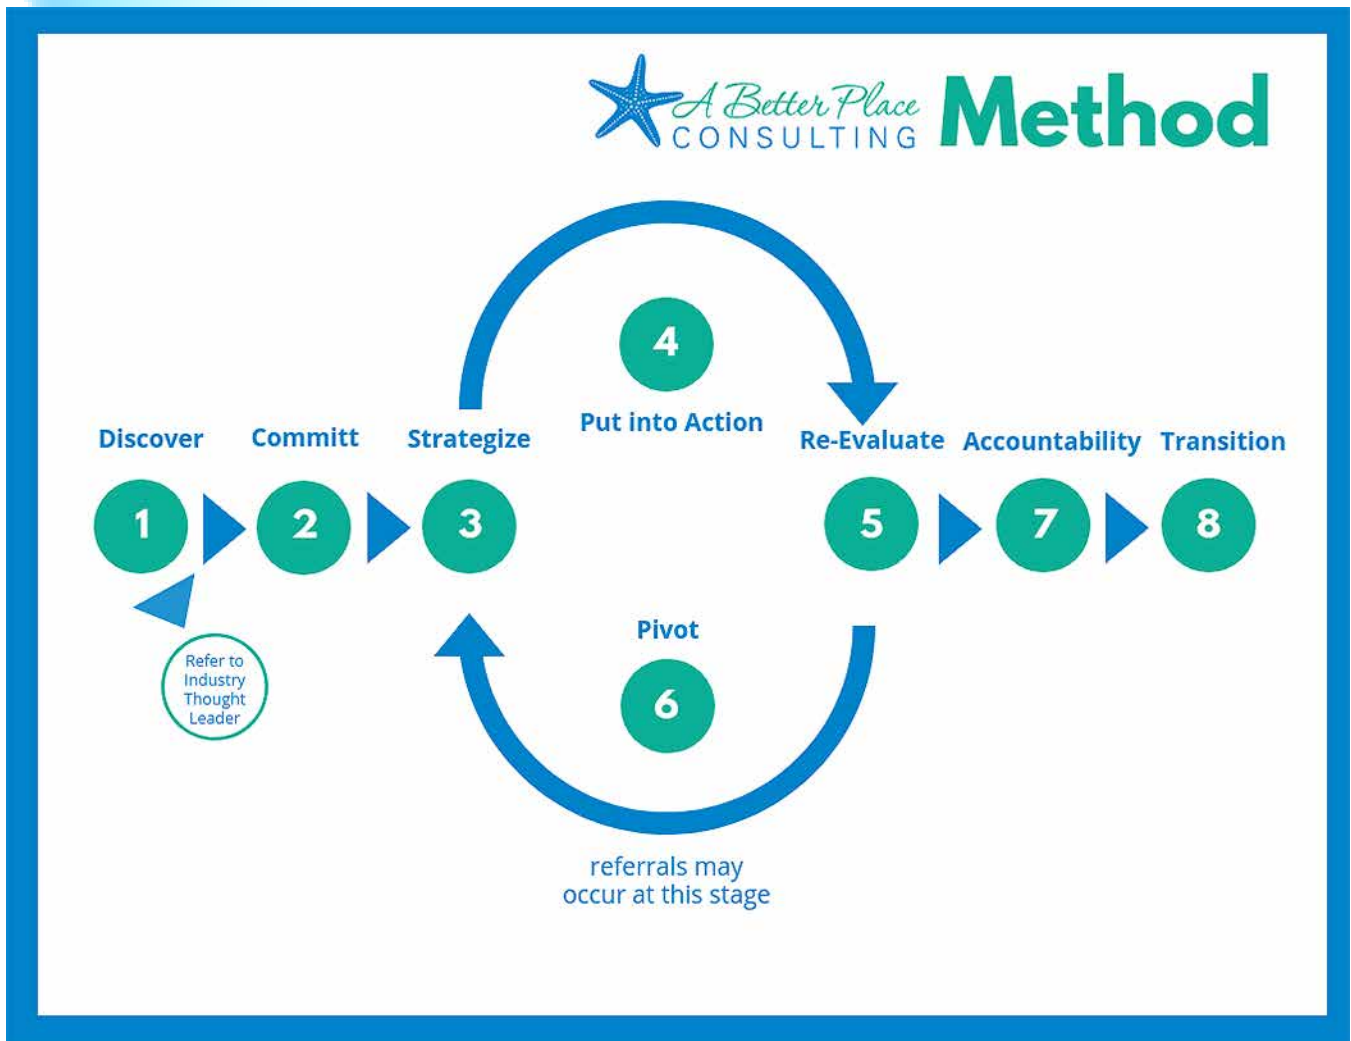 A Better Place
CONSULTING
Method
4
Put into Action
Discover
Committ
Strategize
Re-Evaluate
Accountability
Transition
1
2
3
5
7
8
Pivot
6
Refer to
Industry
Thought
Leader
referrals may
occur at this stage